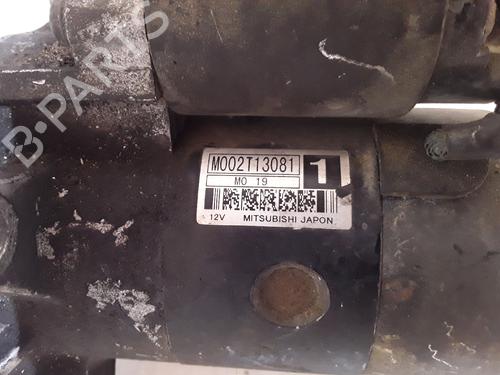 B-PARTS
M002T13081
1
MO 19
12V MITSUBISHI JAPON